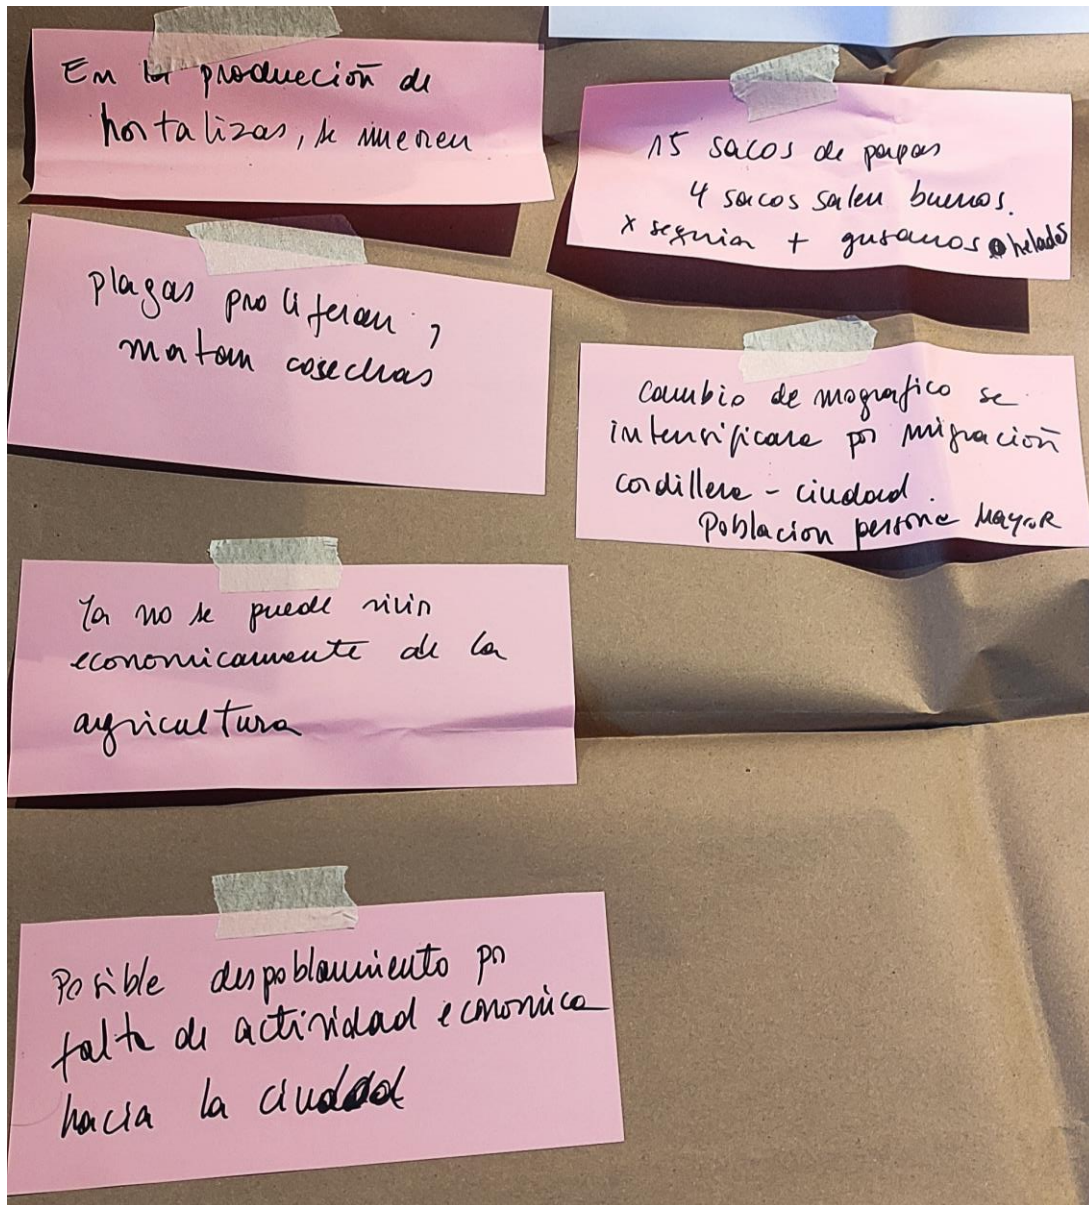 En la producción de
hortalizas, se mueren
plagas proliferan,
matan cosechas
Ya no se puede vivir
economicamente de la
agricultura
Posible despoblamiento por
falta de actividad economica
hacia la ciudad
15 sacos de papas
4 sacos salen buenos.
x sequia + gusanos helados
Cambio demografico se
intensificara por migración
cordillera - ciudad.
Poblacion persona Mayor